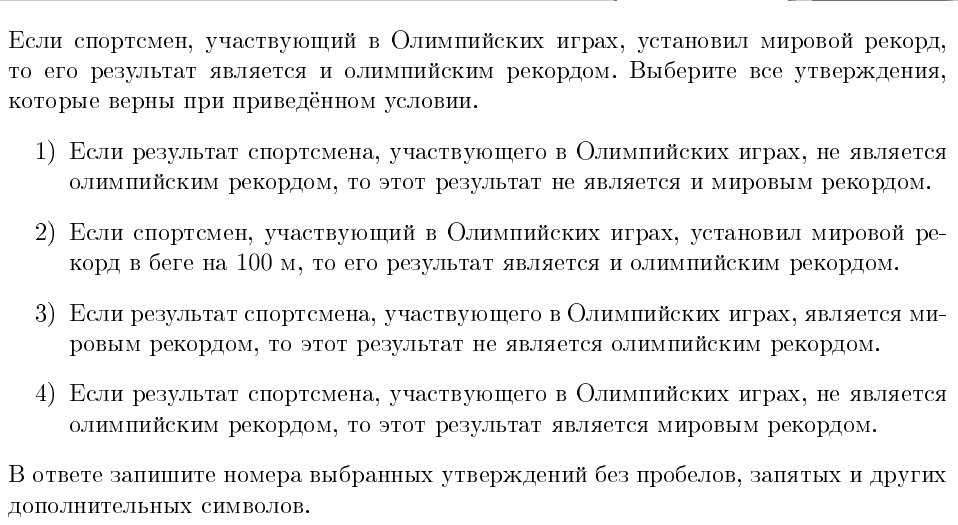 Если спортсмен, участвующий в Олимпийских играх, установил мировой рекорд,
то его результат является и олимпийским рекордом. Выберите все утверждения,
которые верны при приведённом условии.
1) Если результат спортсмена, участвующего в Олимпийских играх, не является
олимпийским рекордом, то этот результат не является и мировым рекордом.
2) Если спортсмен, участвующий в Олимпийских играх, установил мировой ре-
корд в беге на 100 м, то его результат является и олимпийским рекордом.
3) Если результат спортсмена, участвующего в Олимпийских играх, является ми-
ровым рекордом, то этот результат не является олимпийским рекордом.
4) Если результат спортсмена, участвующего в Олимпийских играх, не является
олимпийским рекордом, то этот результат является мировым рекордом.
В ответе запишите номера выбранных утверждений без пробелов, запятых и других
дополнительных символов.